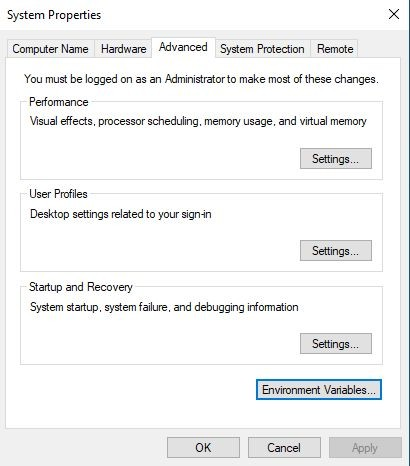 System Properties
Computer Name Hardware Advanced System Protection Remote
You must be logged on as an Administrator to make most of these changes.
Performance
Visual effects, processor scheduling, memory usage, and virtual memory
Settings...
User Profiles
Desktop settings related to your sign-in
Settings...
Startup and Recovery
System startup, system failure, and debugging information
Settings...
Environment Variables...
OK Cancel Apply